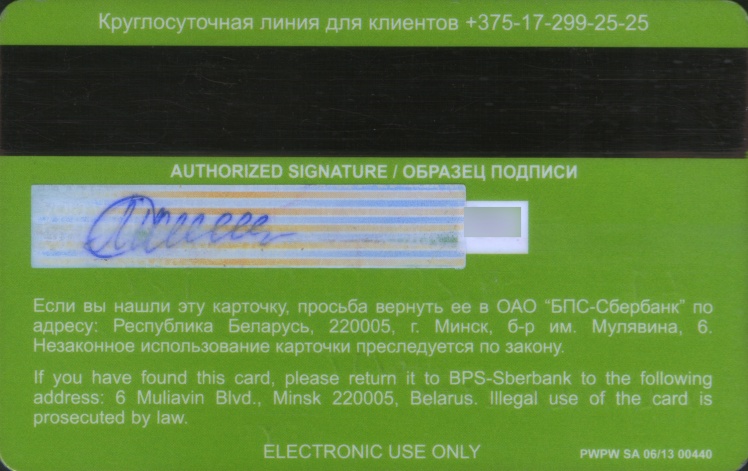 Круглосуточная линия для клиентов +375-17-299-25-25
AUTHORIZED SIGNATURE / ОБРАЗЕЦ ПОДПИСИ
Если вы нашли эту карточку, просьба вернуть ее в ОАО "БПС-Сбербанк" по
адресу: Республика Беларусь, 220005, г. Минск, б-р им. Мулявина, 6.
Незаконное использование карточки преследуется по закону.
If you have found this card, please return it to BPS-Sberbank to the following
address: 6 Muliavin Blvd., Minsk 220005, Belarus. Illegal use of the card is
prosecuted by law.
ELECTRONIC USE ONLY
PWPW SA 06/13 00440